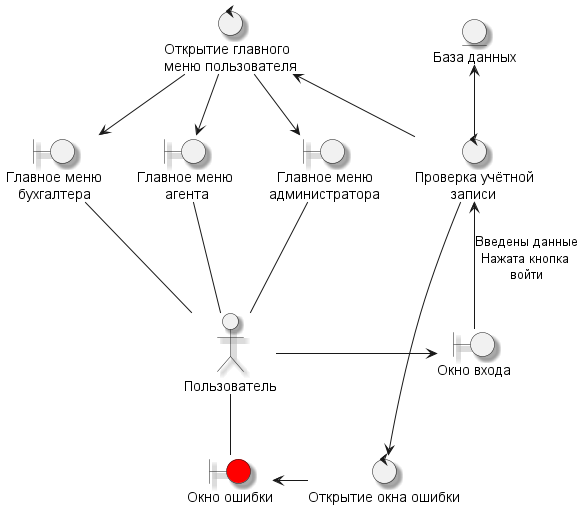 Открытие главного
меню пользователя
База данных
Главное меню
бухгалтера
Главное меню
агента
Главное меню
администратора
Проверка учётной
записи
Введены данные
Нажата кнопка
войти
Пользователь
Окно входа
Окно ошибки
Открытие окна ошибки